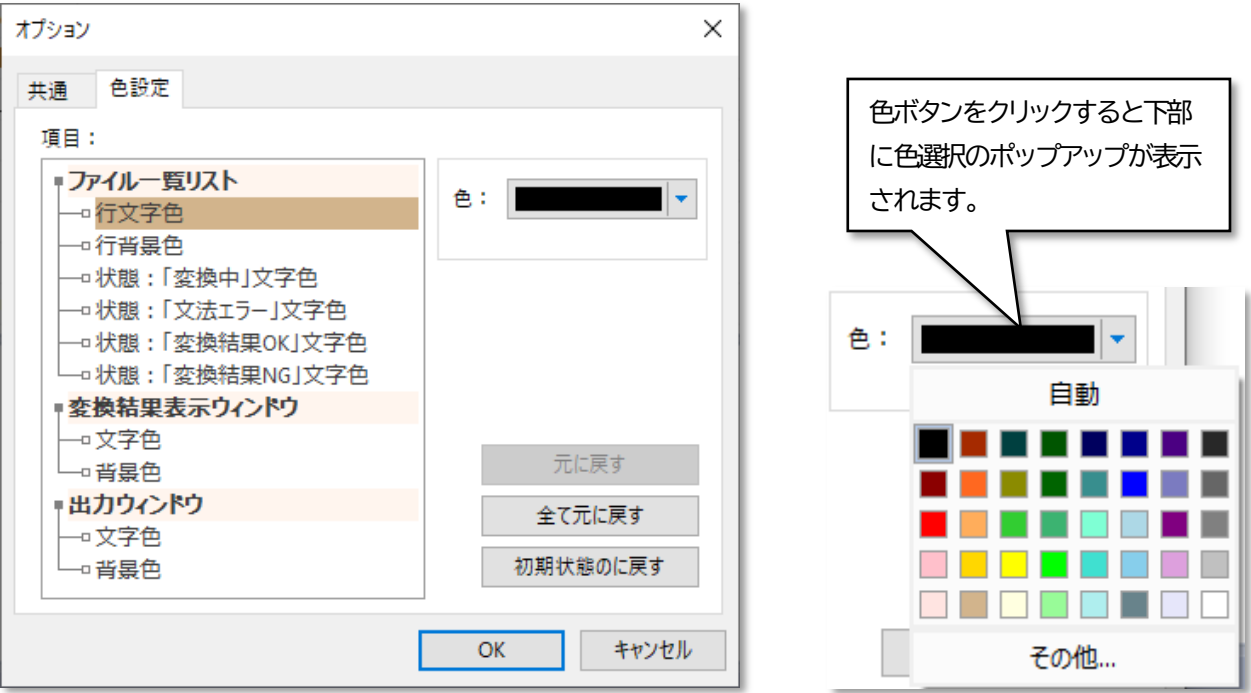 オプション
共通
色設定
項目：
ファイル一覧リスト
行文字色
行背景色
状態：「変換中」文字色
状態：「文法エラー」文字色
状態：「変換結果OK」文字色
状態：「変換結果NG」文字色
変換結果表示ウィンドウ
文字色
背景色
出力ウィンドウ
文字色
背景色
色：
元に戻す
全て元に戻す
初期状態のに戻す
OK
キャンセル
色ボタンをクリックすると下部
に色選択のポップアップが表示
されます。
色：
自動
その他...